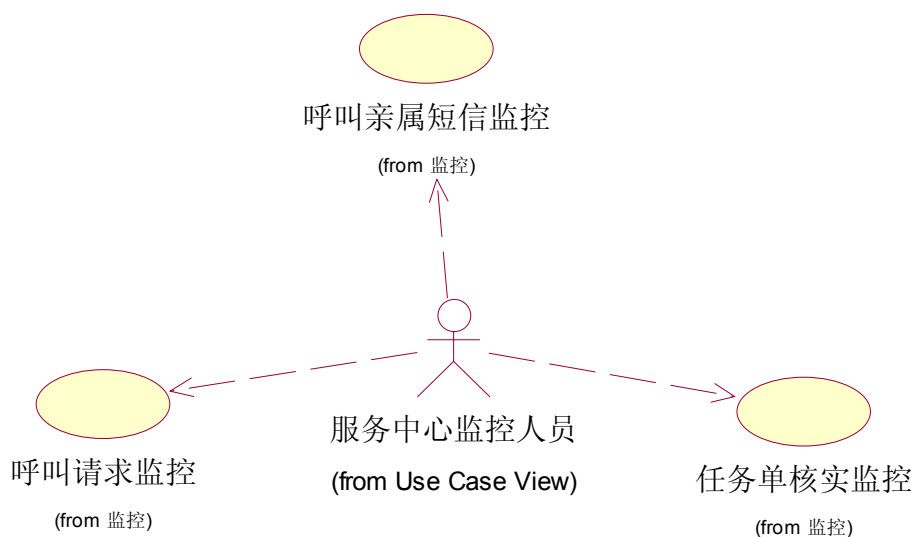 呼叫亲属短信监控
(from 监控)
服务中心监控人员
(from Use Case View)
呼叫请求监控
(from 监控)
任务单核实监控
(from 监控)